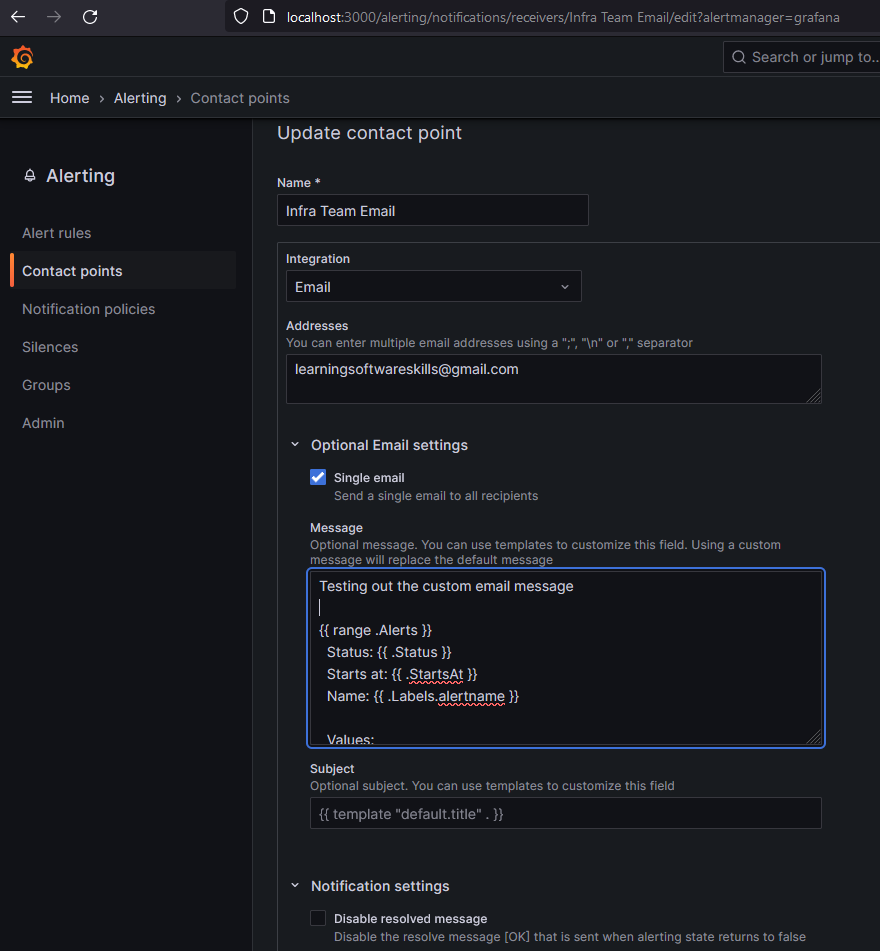 localhost:3000/alerting/notifications/receivers/Infra Team Email/edit?alertmanager=grafana
Search or jump to...
Home › Alerting › Contact points
Update contact point
Alerting
Alert rules
Contact points
Notification policies
Silences
Groups
Admin
Name *
Infra Team Email
Integration
Email
Addresses
You can enter multiple email addresses using a ";", "\n" or "," separator
learningsoftwareskills@gmail.com
Optional Email settings
Single email
Send a single email to all recipients
Message
Optional message. You can use templates to customize this field. Using a custom
message will replace the default message
Testing out the custom email message
{{ range .Alerts }}
Status: {{ .Status }}
Starts at: {{ .StartsAt }}
Name: {{ .Labels.alertname }}
Values:
Subject
Optional subject. You can use templates to customize this field
{{ template "default.title" . }}
Notification settings
Disable resolved message
Disable the resolve message [OK] that is sent when alerting state returns to false